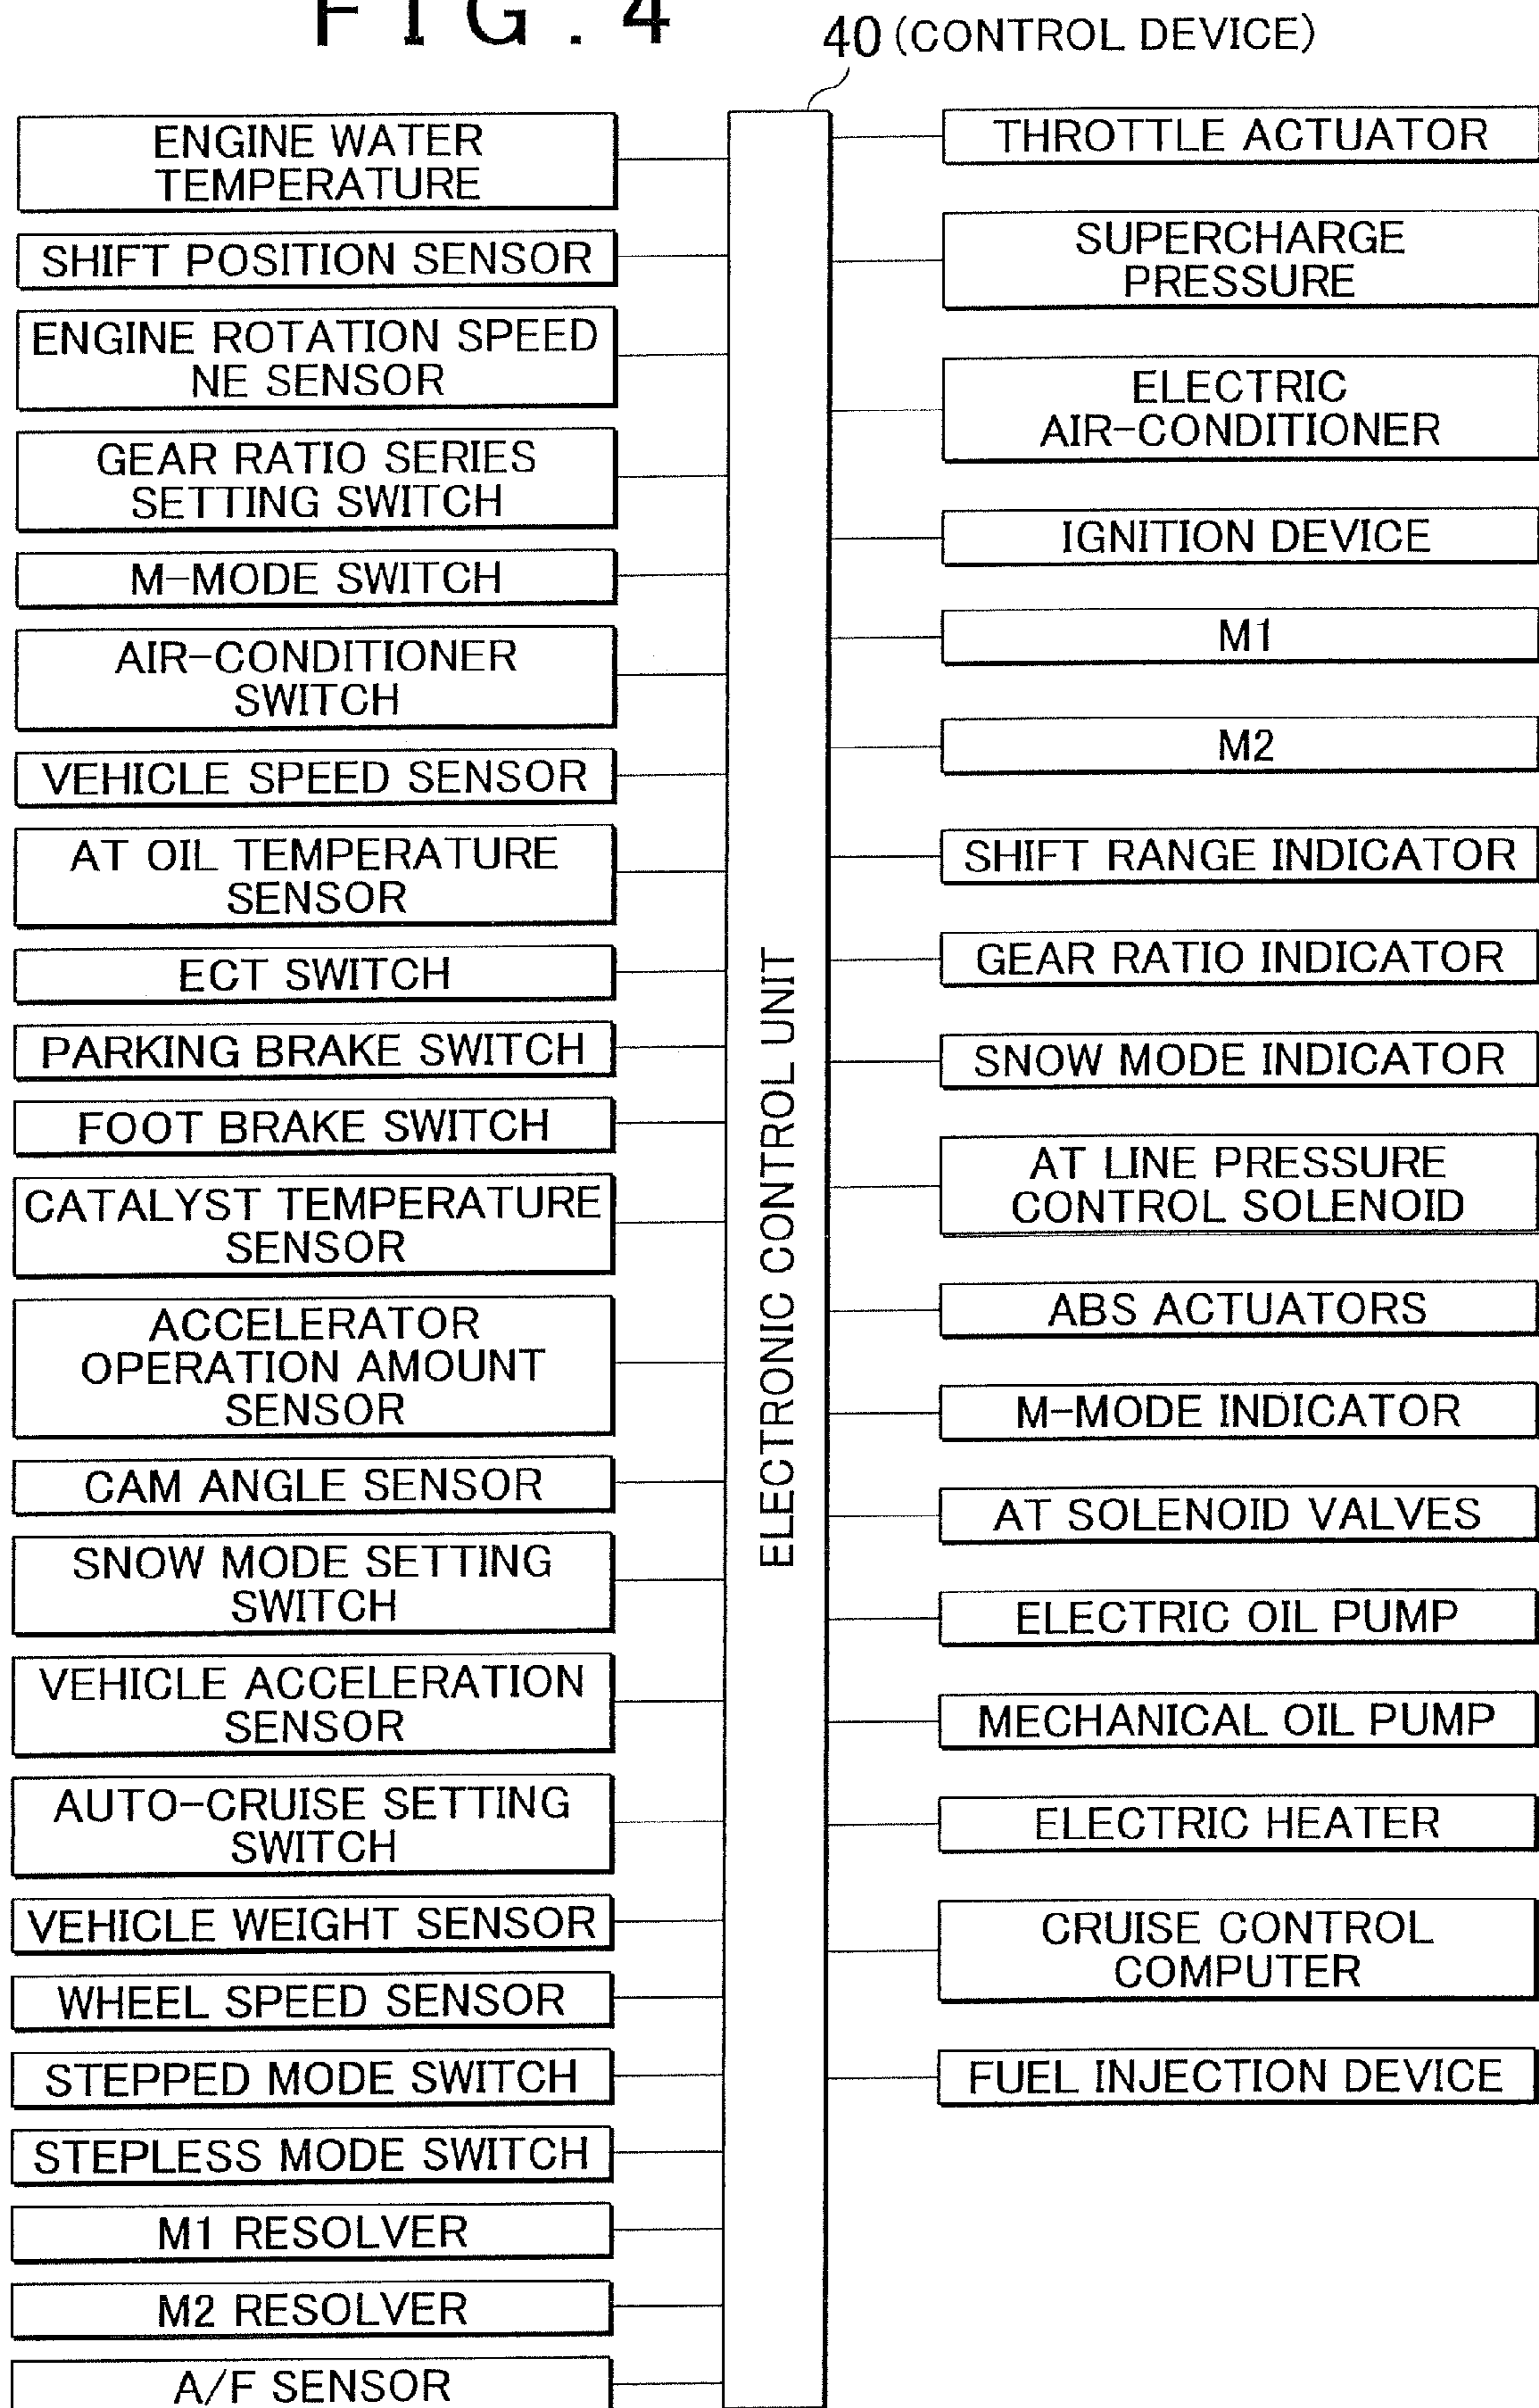 FIG.4
40 (CONTROL DEVICE)
ENGINE WATER
TEMPERATURE
SHIFT POSITION SENSOR
ENGINE ROTATION SPEED
NE SENSOR
GEAR RATIO SERIES
SETTING SWITCH
M-MODE SWITCH
AIR-CONDITIONER
SWITCH
VEHICLE SPEED SENSOR
AT OIL TEMPERATURE
SENSOR
ECT SWITCH
PARKING BRAKE SWITCH
FOOT BRAKE SWITCH
CATALYST TEMPERATURE
SENSOR
ACCELERATOR
OPERATION AMOUNT
SENSOR
CAM ANGLE SENSOR
SNOW MODE SETTING
SWITCH
VEHICLE ACCELERATION
SENSOR
AUTO-CRUISE SETTING
SWITCH
VEHICLE WEIGHT SENSOR
WHEEL SPEED SENSOR
STEPPED MODE SWITCH
STEPLESS MODE SWITCH
M1 RESOLVER
M2 RESOLVER
A/F SENSOR
ELECTRONIC CONTROL UNIT
THROTTLE ACTUATOR
SUPERCHARGE
PRESSURE
ELECTRIC
AIR-CONDITIONER
IGNITION DEVICE
M1
M2
SHIFT RANGE INDICATOR
GEAR RATIO INDICATOR
SNOW MODE INDICATOR
AT LINE PRESSURE
CONTROL SOLENOID
ABS ACTUATORS
M-MODE INDICATOR
AT SOLENOID VALVES
ELECTRIC OIL PUMP
MECHANICAL OIL PUMP
ELECTRIC HEATER
CRUISE CONTROL
COMPUTER
FUEL INJECTION DEVICE